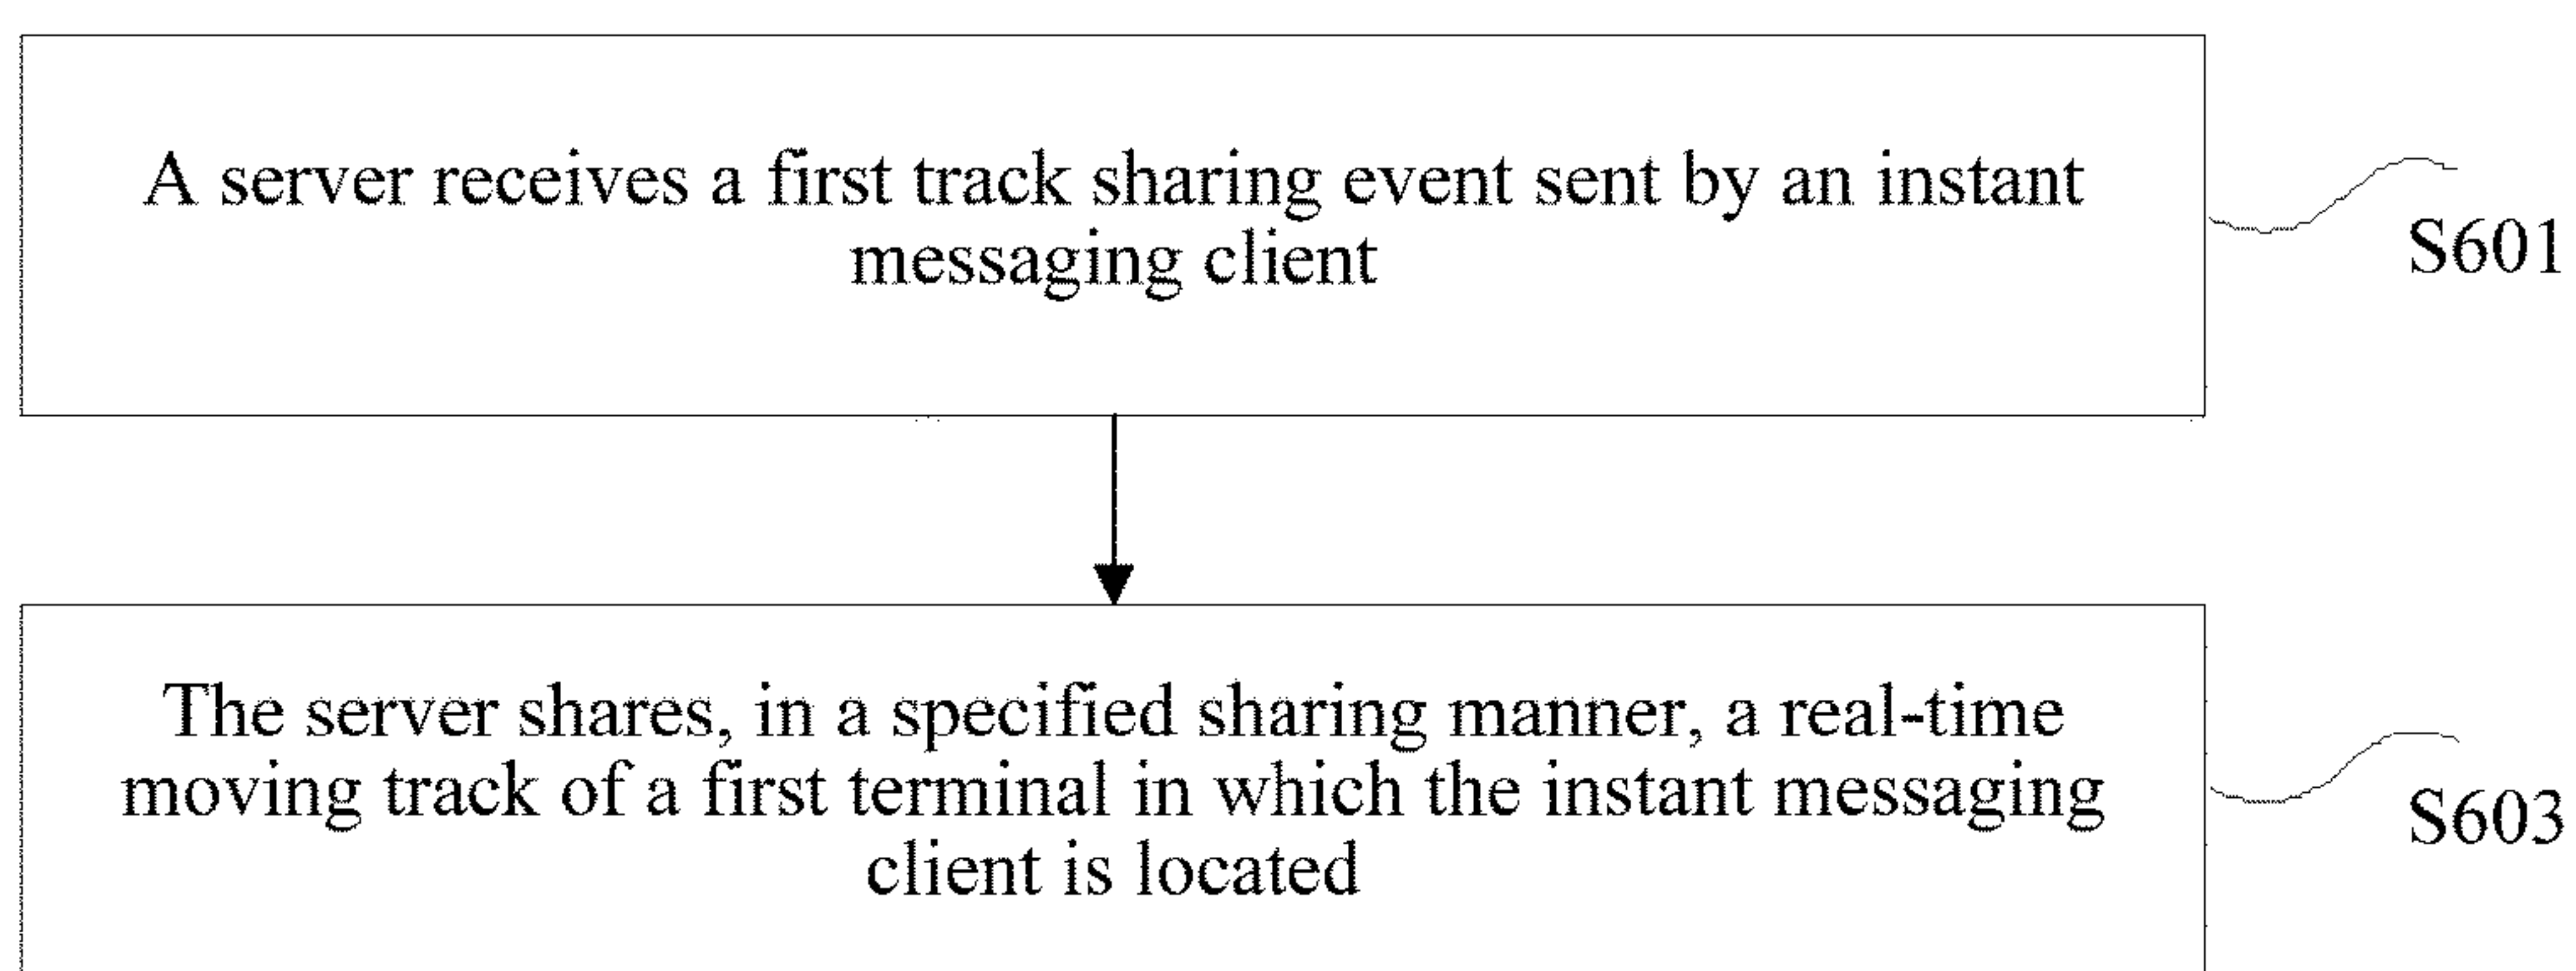 A server receives a first track sharing event sent by an instant
messaging client
S601
The server shares, in a specified sharing manner, a real-time
moving track of a first terminal in which the instant messaging
client is located
S603